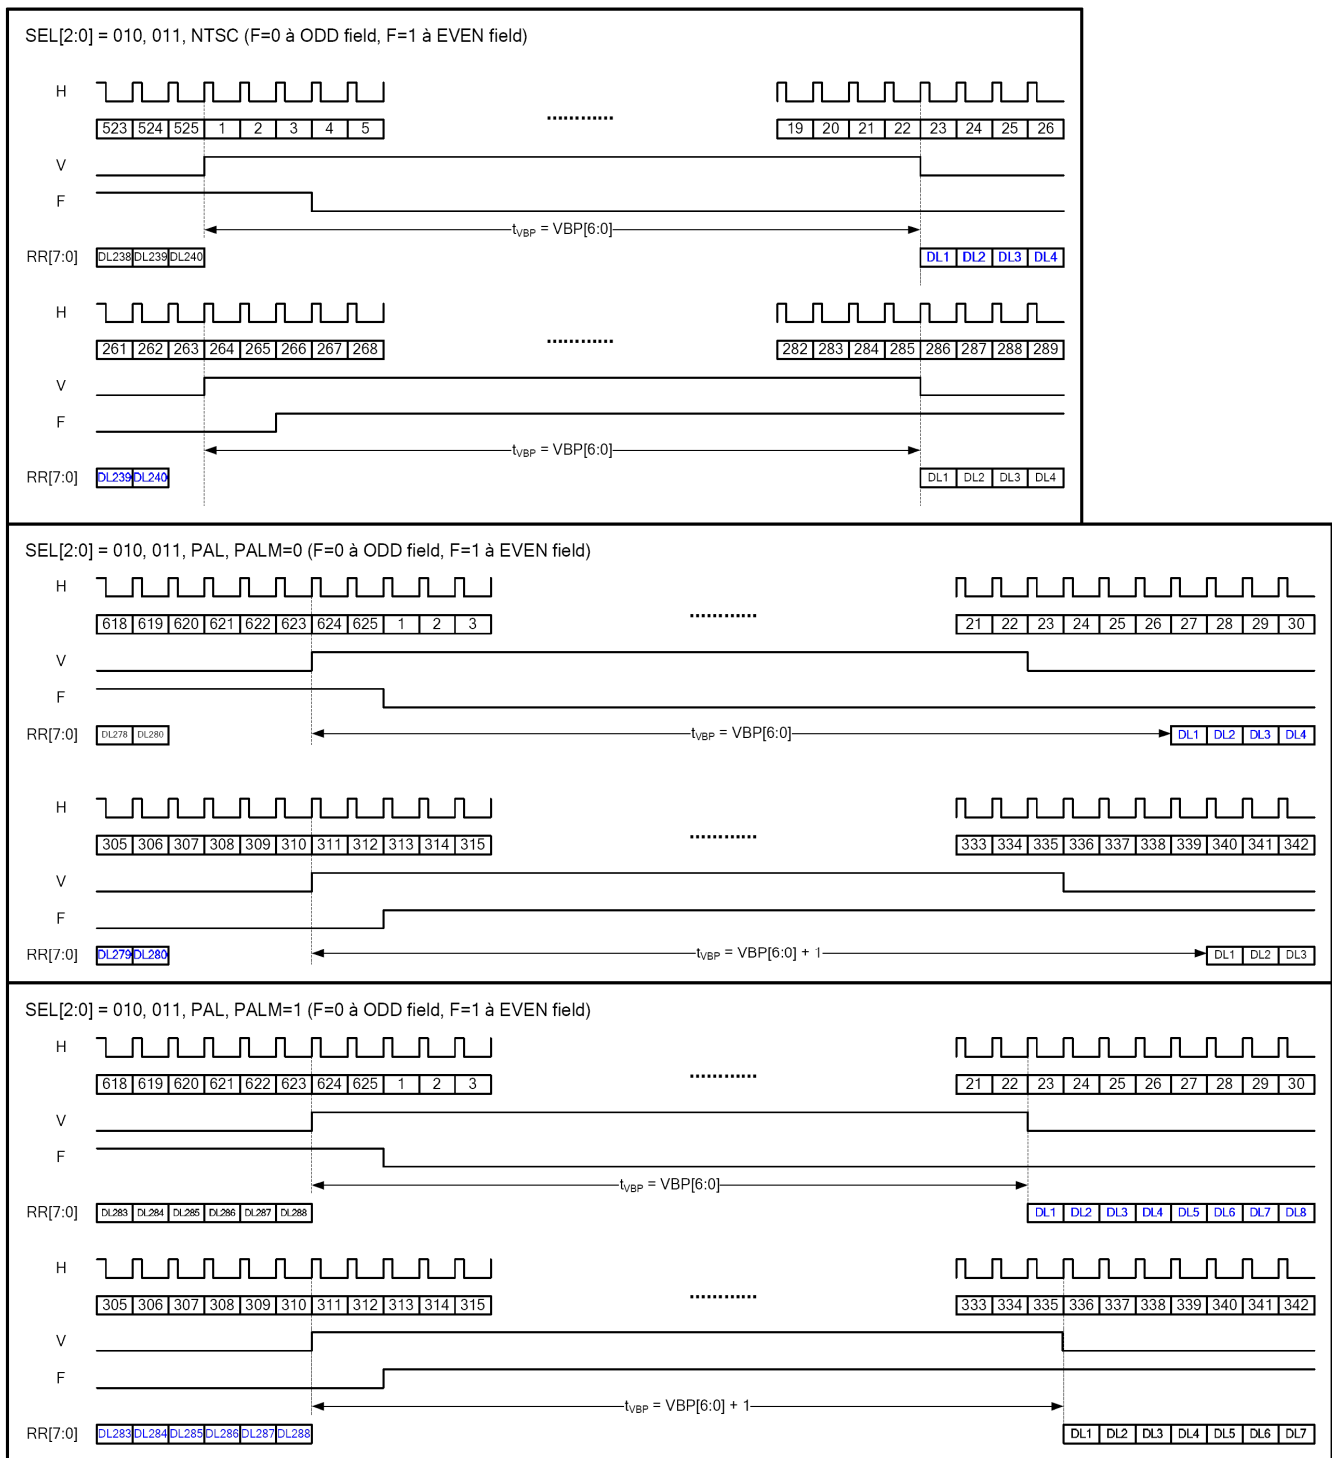 SEL[2:0] = 010, 011, NTSC (F=0 à ODD field, F=1 à EVEN field)
H
523 524 525 1 2 3 4 5 ............ 19 20 21 22 23 24 25 26
V
F
tVBP = VBP[6:0]
RR[7:0] DL238 DL239 DL240 DL1 DL2 DL3 DL4
H
261 262 263 264 265 266 267 268 ............ 282 283 284 285 286 287 288 289
V
F
tVBP = VBP[6:0]
RR[7:0] DL239 DL240 DL1 DL2 DL3 DL4
SEL[2:0] = 010, 011, PAL, PALM=0 (F=0 à ODD field, F=1 à EVEN field)
H
618 619 620 621 622 623 624 625 1 2 3 ............ 21 22 23 24 25 26 27 28 29 30
V
F
RR[7:0] DL278 DL280 tVBP = VBP[6:0] DL1 DL2 DL3 DL4
H
305 306 307 308 309 310 311 312 313 314 315 ............ 333 334 335 336 337 338 339 340 341 342
V
F
RR[7:0] DL279 DL280 tVBP = VBP[6:0] + 1 DL1 DL2 DL3
SEL[2:0] = 010, 011, PAL, PALM=1 (F=0 à ODD field, F=1 à EVEN field)
H
618 619 620 621 622 623 624 625 1 2 3 ............ 21 22 23 24 25 26 27 28 29 30
V
F
tVBP = VBP[6:0]
RR[7:0] DL283 DL284 DL285 DL286 DL287 DL288 DL1 DL2 DL3 DL4 DL5 DL6 DL7 DL8
H
305 306 307 308 309 310 311 312 313 314 315 ............ 333 334 335 336 337 338 339 340 341 342
V
F
tVBP = VBP[6:0] + 1
RR[7:0] DL283 DL284 DL285 DL286 DL287 DL288 DL1 DL2 DL3 DL4 DL5 DL6 DL7